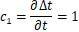 c₁ = ∂Δt / ∂t = 1